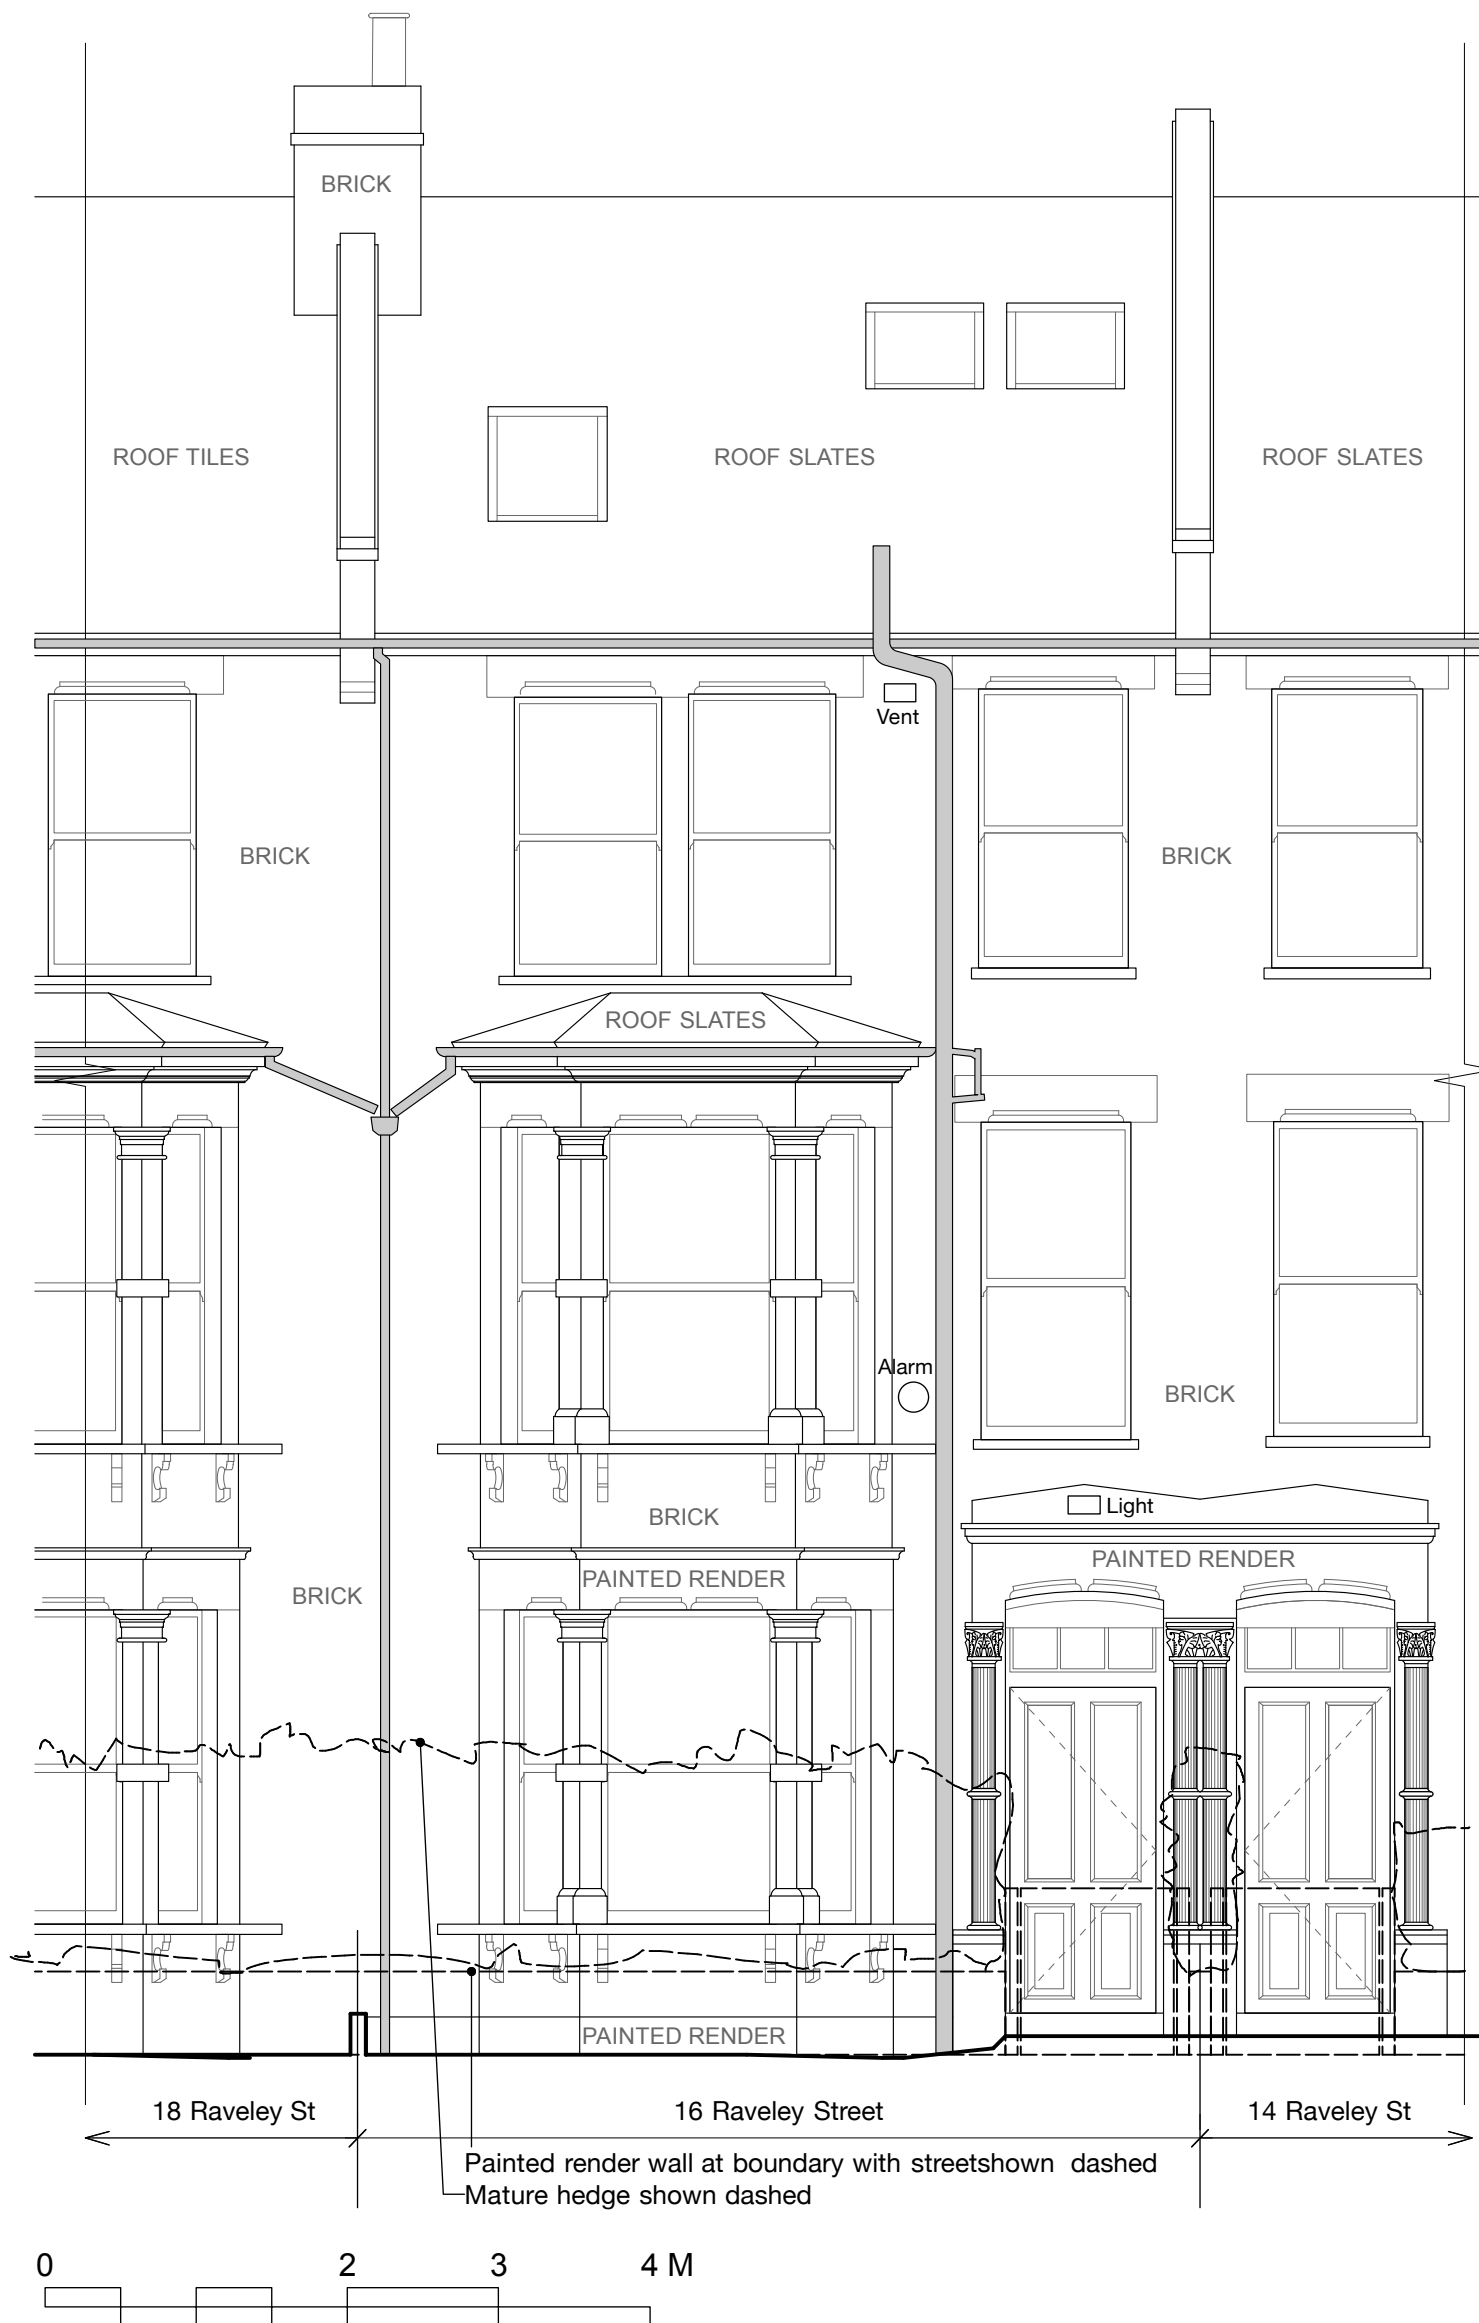 BRICK
ROOF TILES
ROOF SLATES
ROOF SLATES
Vent
BRICK
BRICK
ROOF SLATES
Alarm
BRICK
BRICK
Light
PAINTED RENDER
PAINTED RENDER
BRICK
PAINTED RENDER
18 Raveley St
16 Raveley Street
14 Raveley St
Painted render wall at boundary with streetshown dashed
Mature hedge shown dashed
0 2 3 4 M